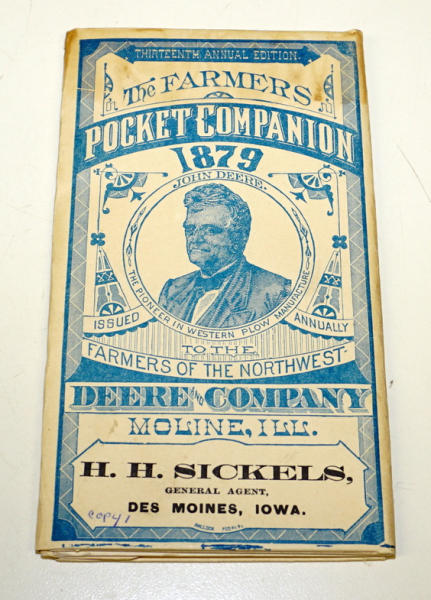 THIRTEENTH ANNUAL EDITION.
The FARMERS
POCKET COMPANION
1879
JOHN DEERE.
THE PIONEER IN WESTERN PLOW MANUFACTURE
ISSUED ANNUALLY
TO THE
FARMERS OF THE NORTHWEST.
DEERE AND COMPANY
MOLINE, ILL.
H. H. SICKELS,
GENERAL AGENT,
DES MOINES, IOWA.
COPY 1